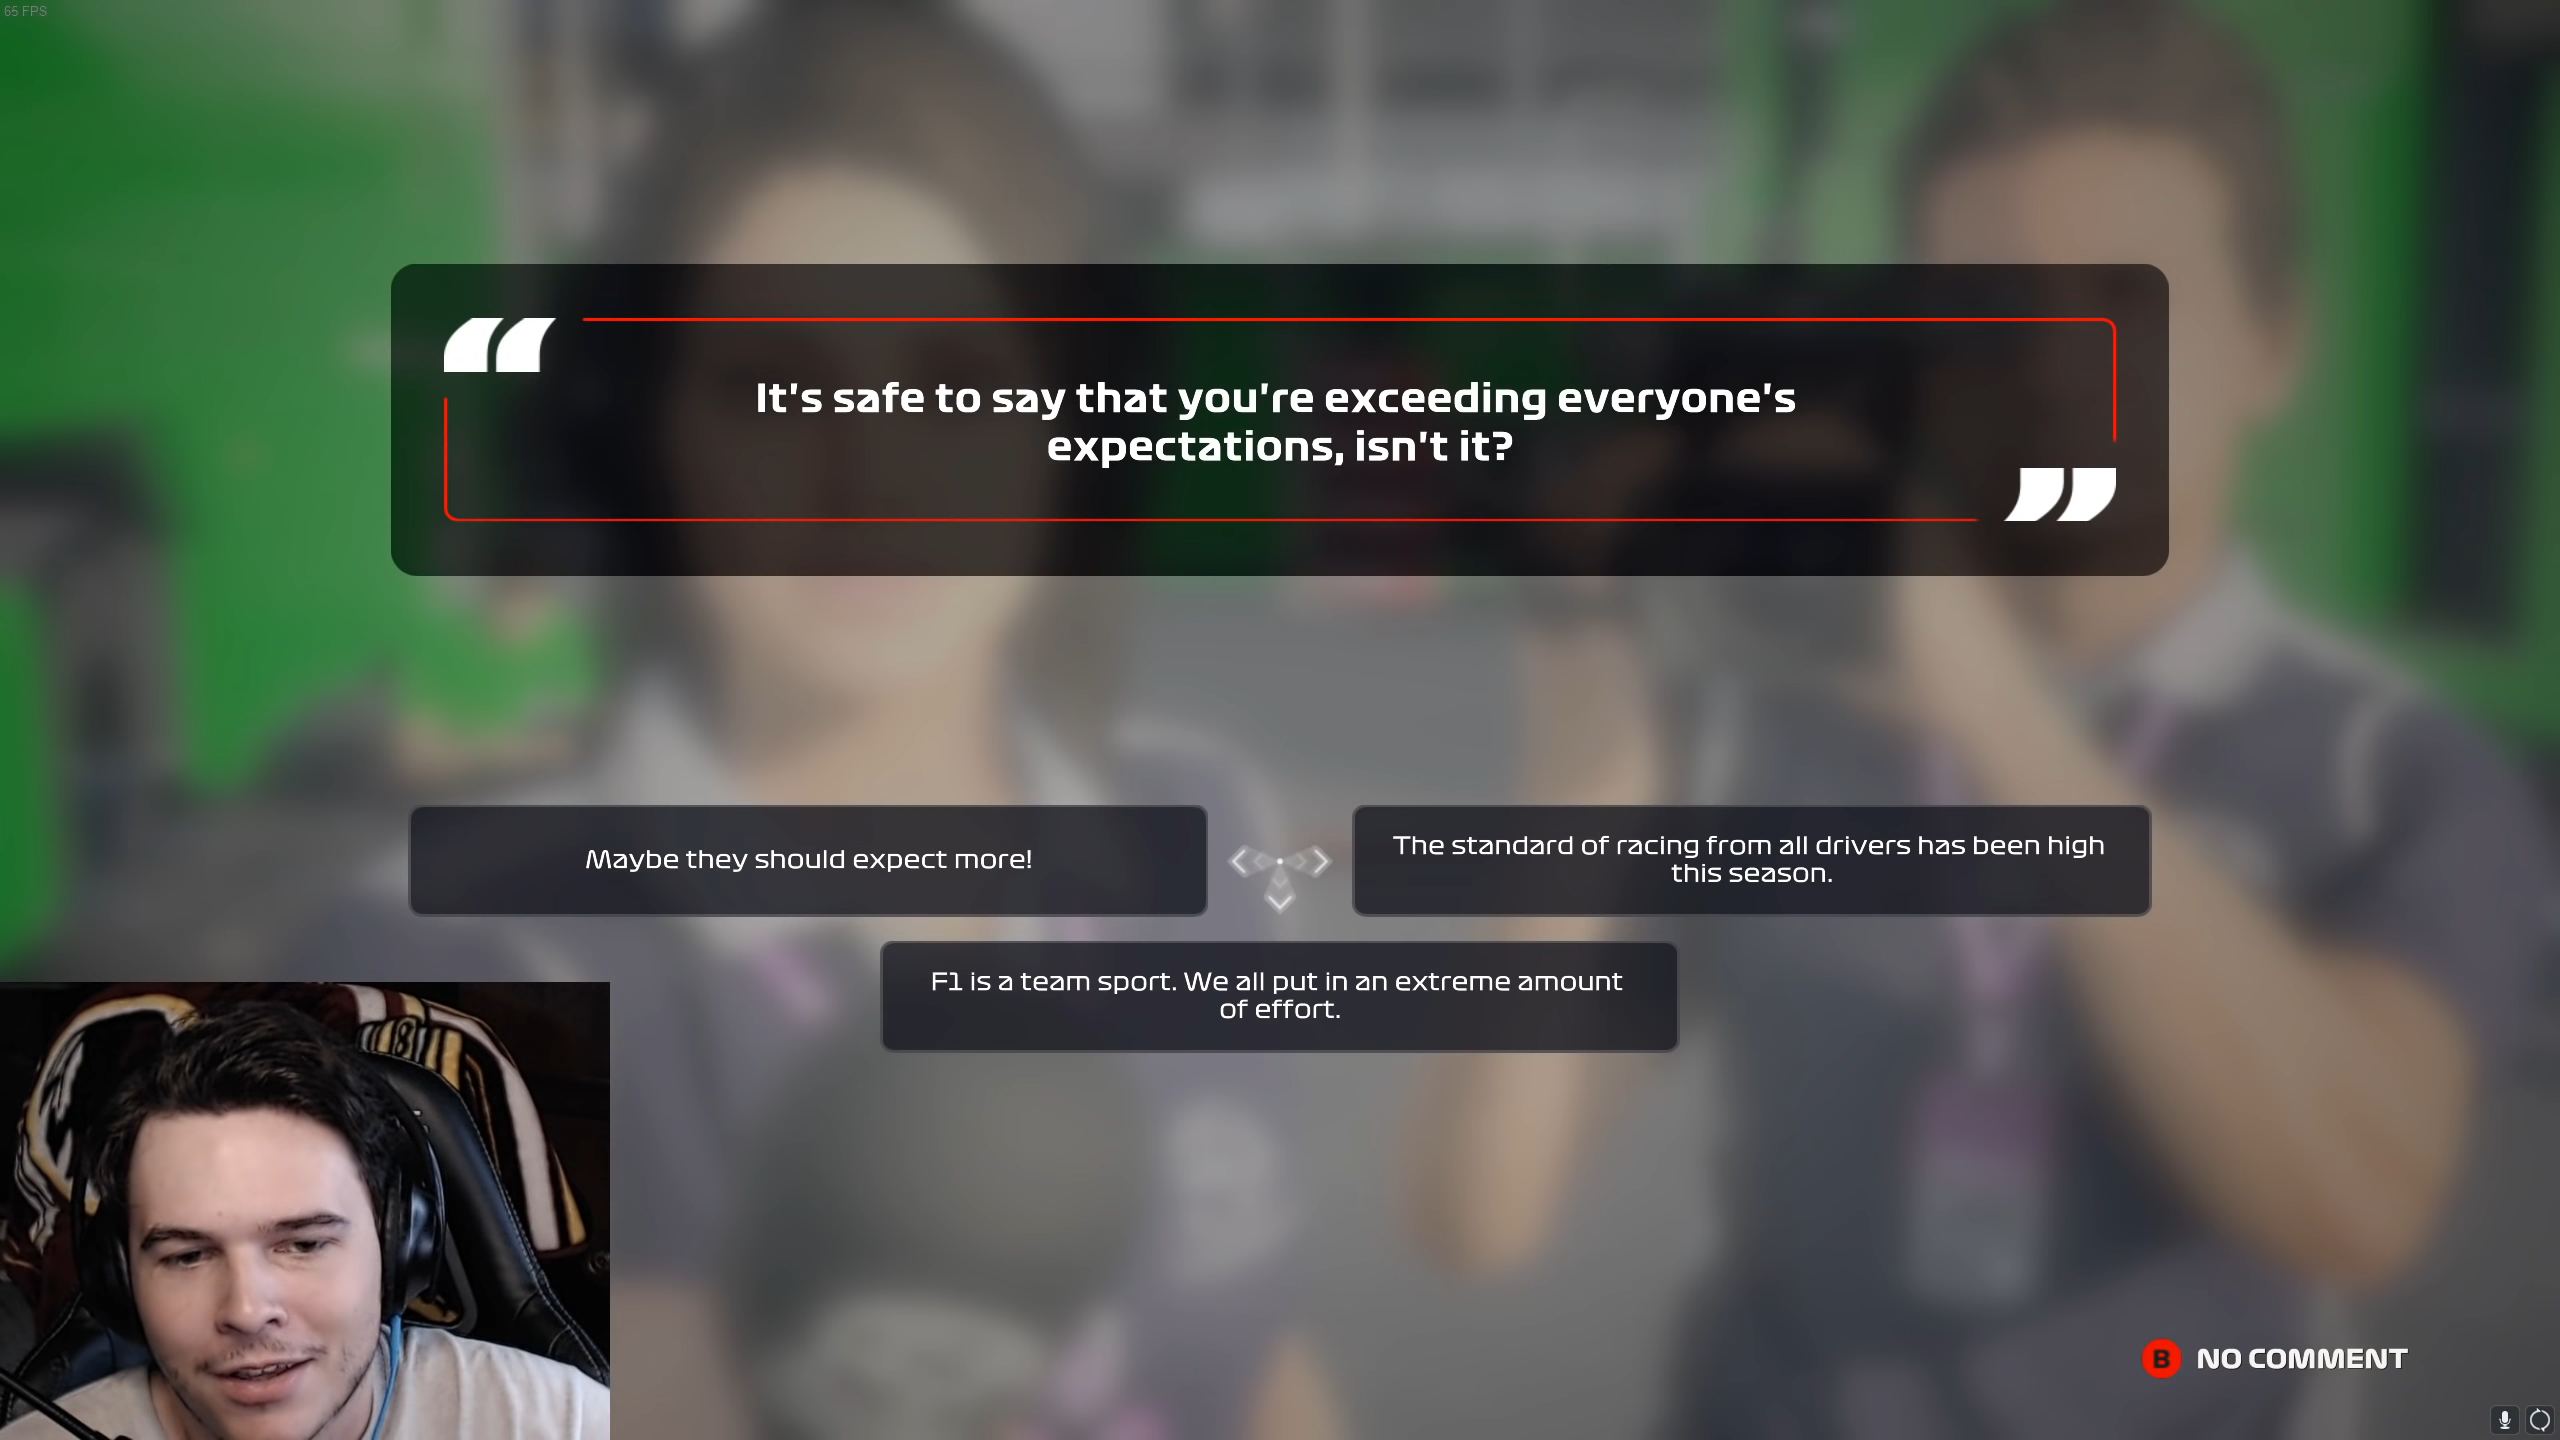 65 FPS
It's safe to say that you're exceeding everyone's
expectations, isn't it?
Maybe they should expect more!
The standard of racing from all drivers has been high
this season.
F1 is a team sport. We all put in an extreme amount
of effort.
B NO COMMENT